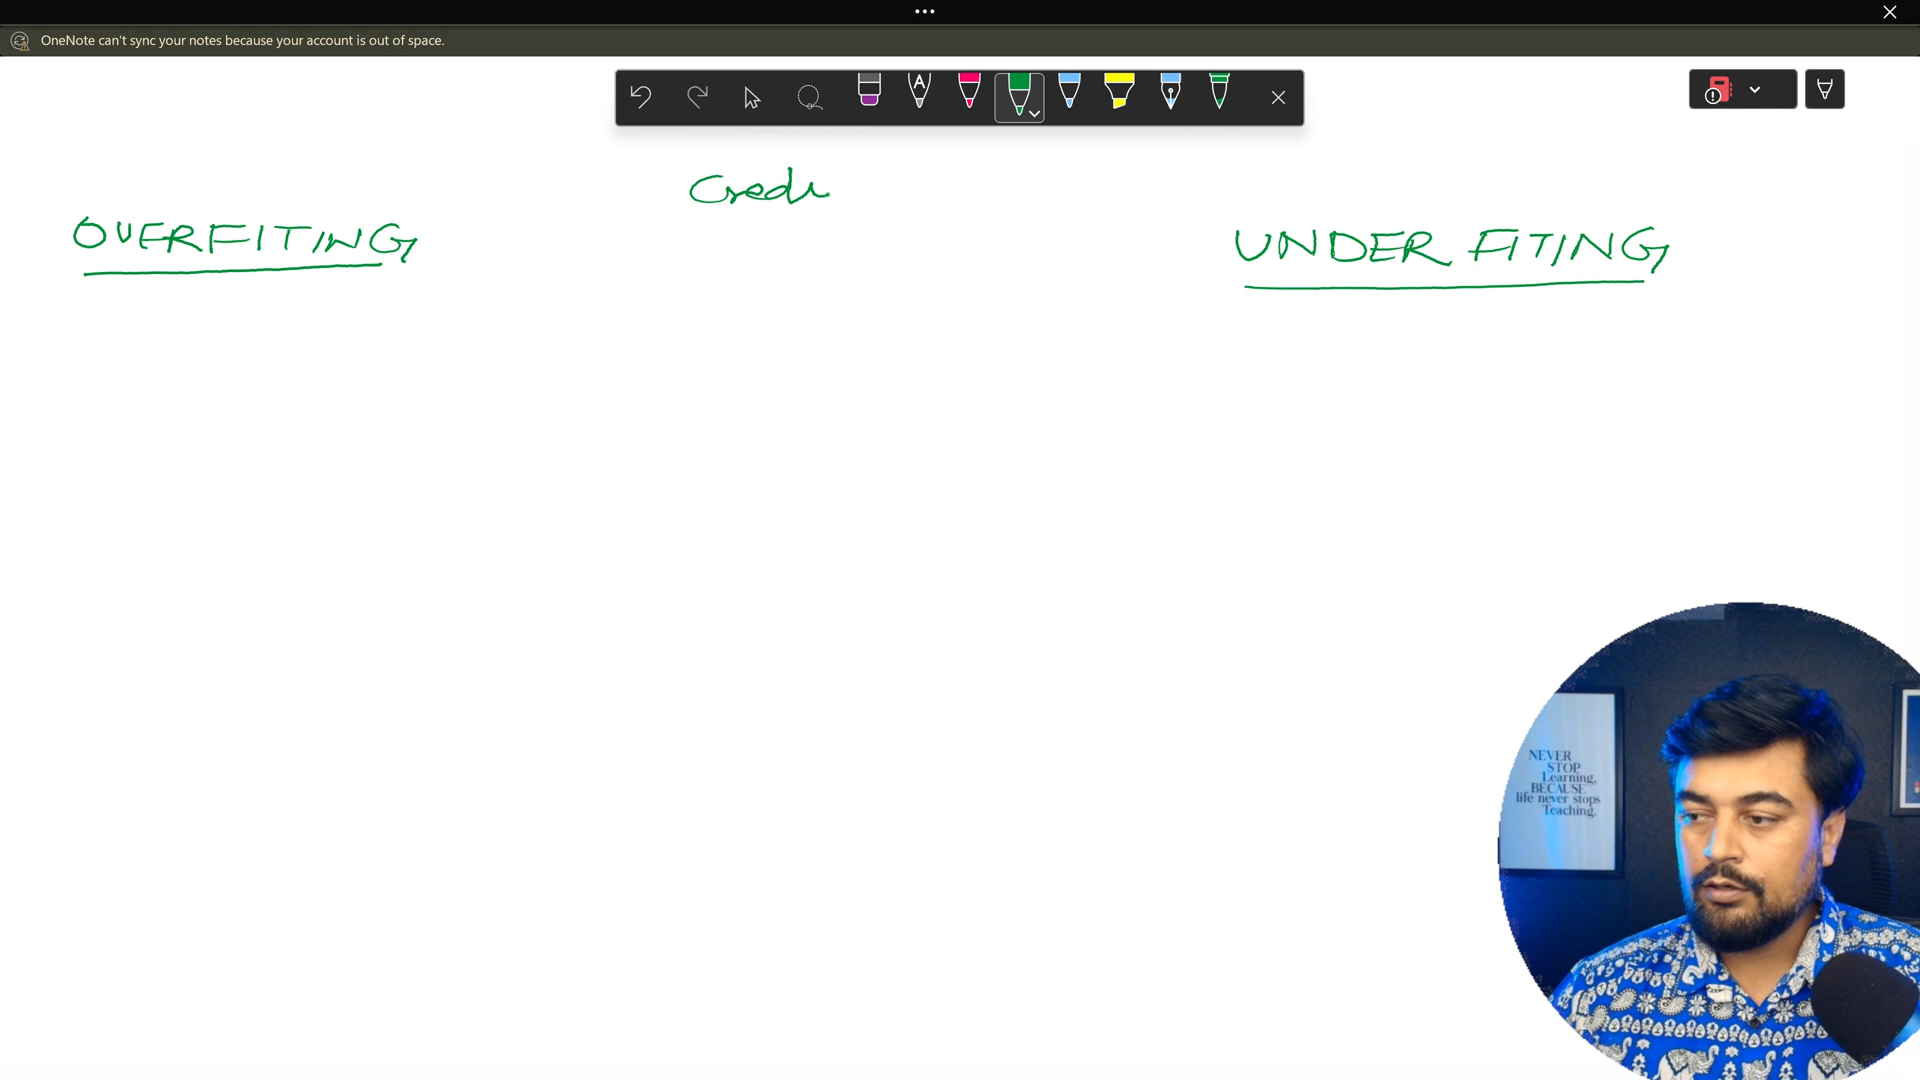 OneNote can't sync your notes because your account is out of space.
Credi
OVERFITING
UNDER FITING
NEVER
STOP
Learning,
BECAUSE
life never stops
Teaching.